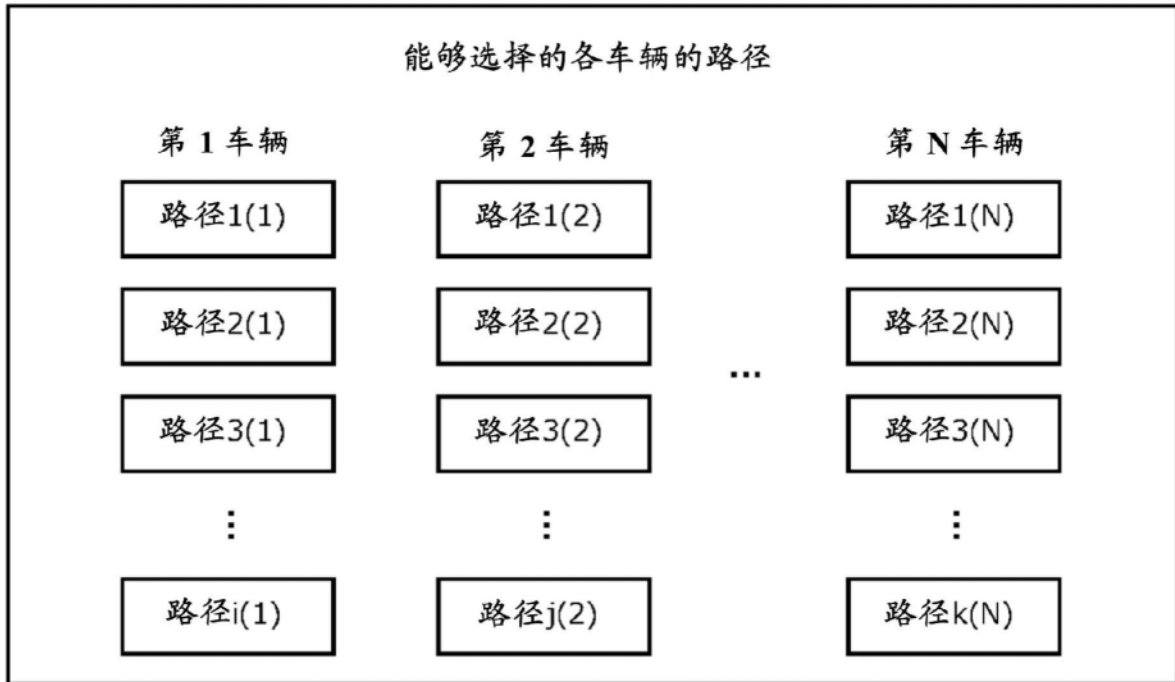 能够选择的各车辆的路径
第 1 车辆 第 2 车辆 第 N 车辆
路径1(1) 路径1(2) 路径1(N)
路径2(1) 路径2(2) 路径2(N)
...
路径3(1) 路径3(2) 路径3(N)
⋮ ⋮ ⋮
路径i(1) 路径j(2) 路径k(N)